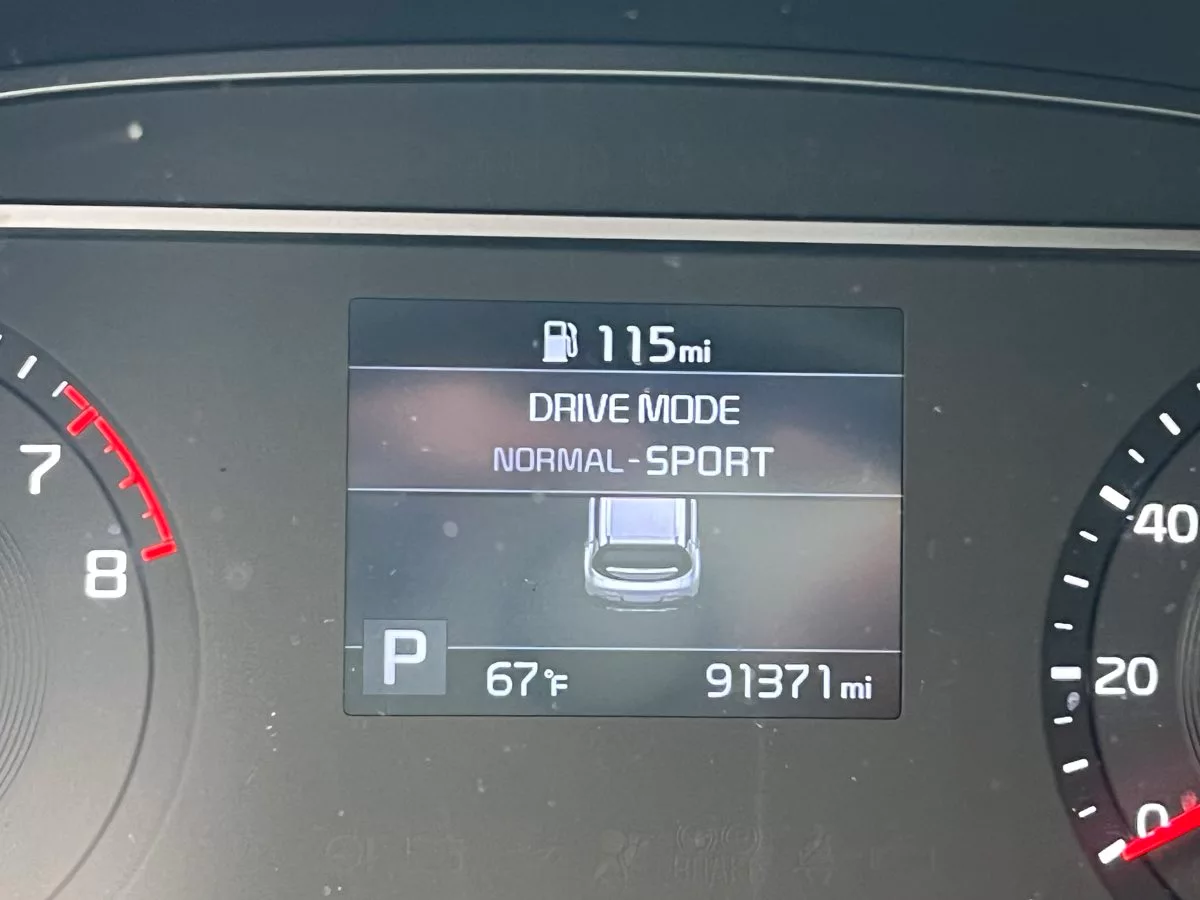 115mi
DRIVE MODE
NORMAL-SPORT
7
8
40
20
0
P
67°F
91371mi